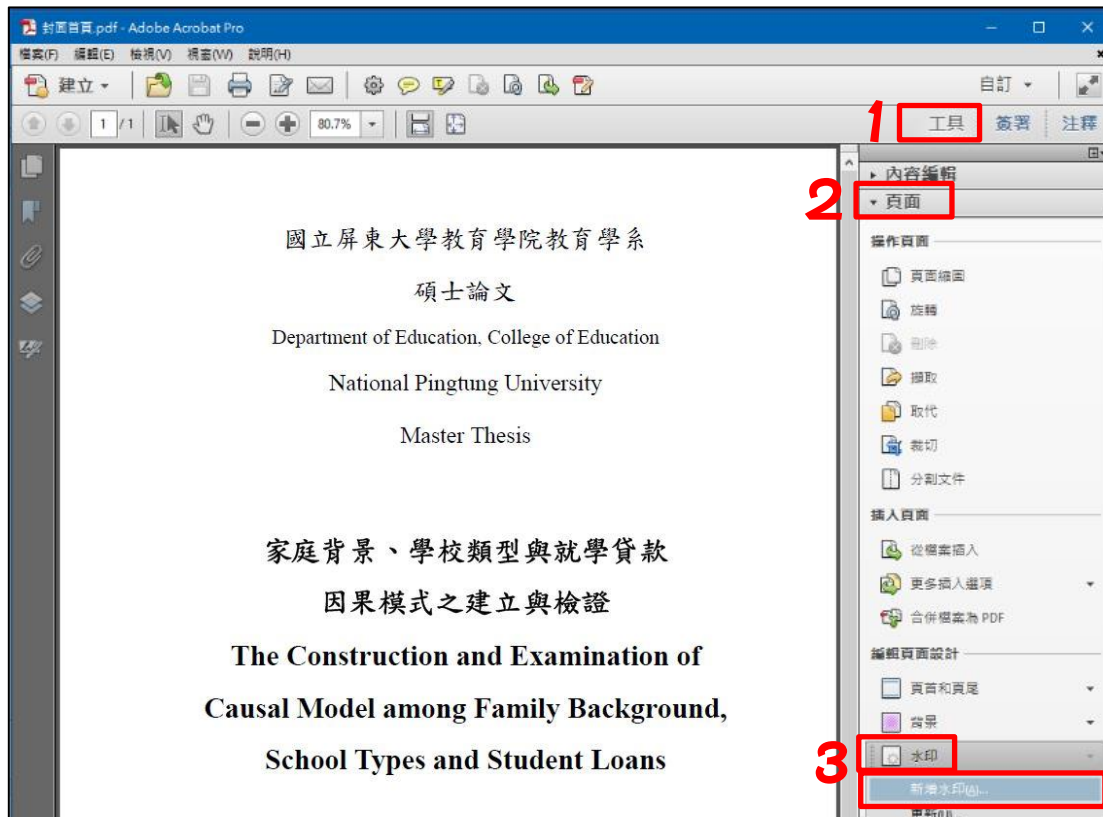 封面首頁.pdf - Adobe Acrobat Pro
檔案(F) 編輯(E) 檢視(V) 視窗(W) 說明(H)
建立
自訂
1 / 1
80.7%
1
工具 簽署 注釋
內容編輯
2
頁面
操作頁面
頁面縮圖
旋轉
刪除
擷取
取代
裁切
分割文件
插入頁面
從檔案插入
更多插入選項
合併檔案為 PDF
編輯頁面設計
頁首和頁尾
背景
3
水印
新增水印(A)...
更新(U)...
國立屏東大學教育學院教育學系
碩士論文
Department of Education, College of Education
National Pingtung University
Master Thesis
家庭背景、學校類型與就學貸款
因果模式之建立與檢證
The Construction and Examination of
Causal Model among Family Background,
School Types and Student Loans